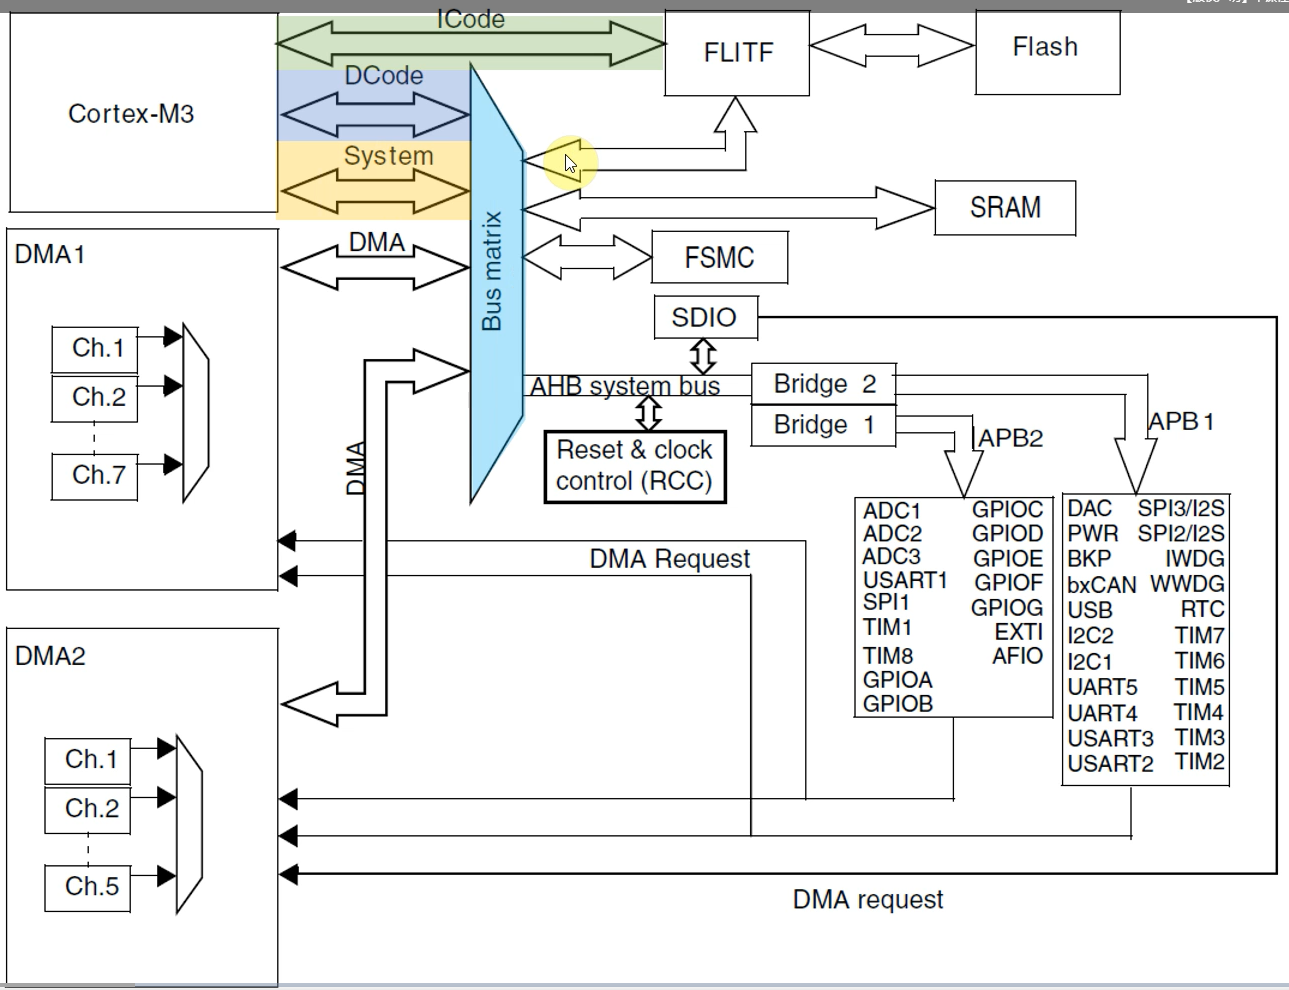 ICode
FLITF
Flash
DCode
Cortex-M3
System
SRAM
DMA
DMA1
Bus matrix
FSMC
SDIO
Ch.1
Ch.2
Ch.7
AHB system bus
Bridge 2
Bridge 1
Reset & clock
control (RCC)
APB2
APB1
DMA
DMA Request
ADC1 GPIOC
ADC2 GPIOD
ADC3 GPIOE
USART1 GPIOF
SPI1 GPIOG
TIM1 EXTI
TIM8 AFIO
GPIOA
GPIOB
DAC SPI3/I2S
PWR SPI2/I2S
BKP IWDG
bxCAN WWDG
USB RTC
I2C2 TIM7
I2C1 TIM6
UART5 TIM5
UART4 TIM4
USART3 TIM3
USART2 TIM2
DMA2
Ch.1
Ch.2
Ch.5
DMA request